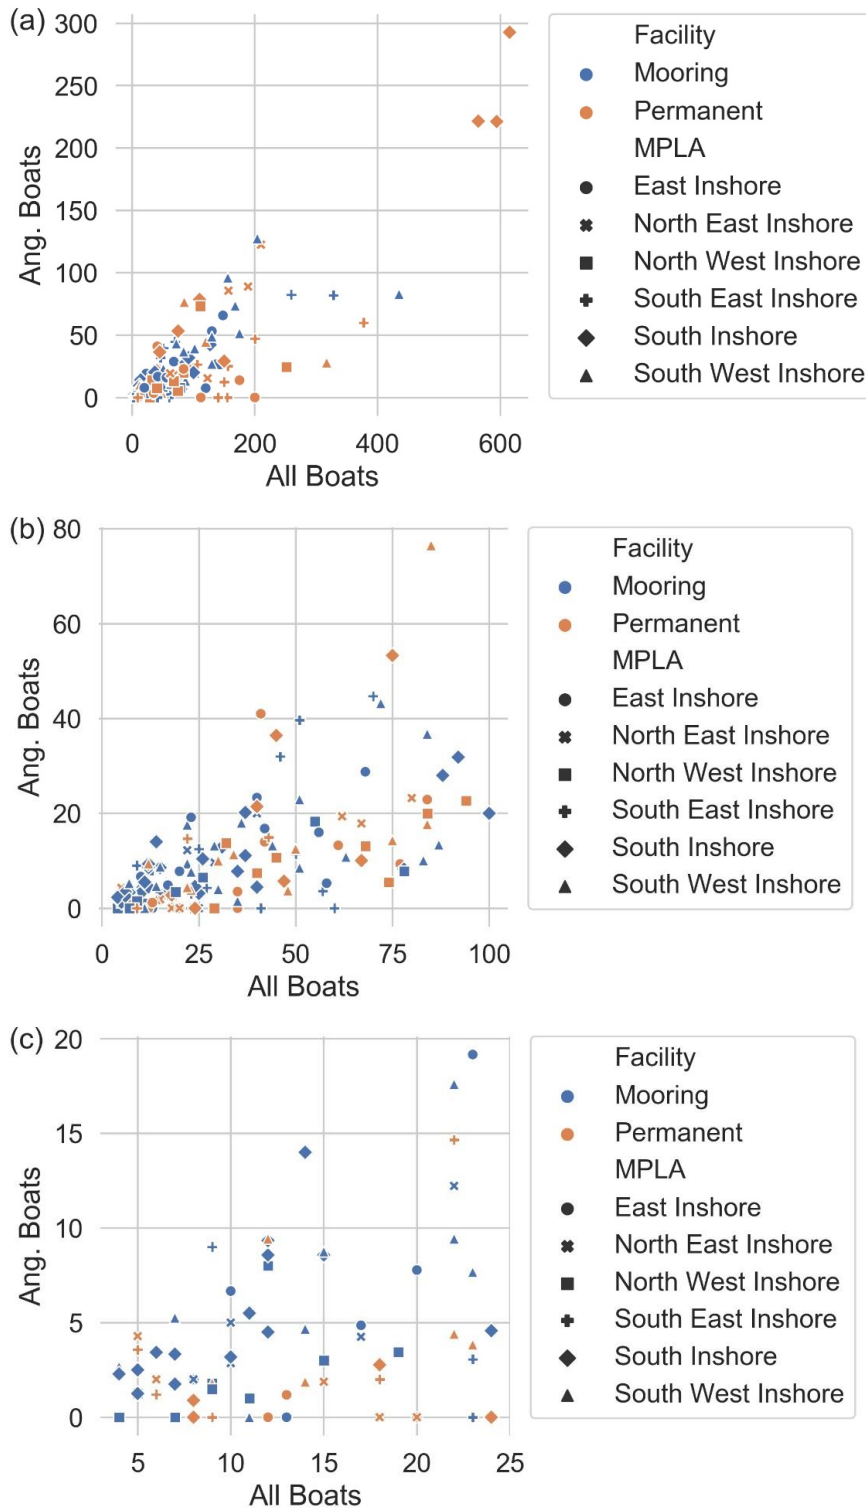 (a)
300
250
200
150
100
50
0
Ang. Boats
0 200 400 600
All Boats
Facility
Mooring
Permanent
MPLA
East Inshore
North East Inshore
North West Inshore
South East Inshore
South Inshore
South West Inshore
(b)
80
60
40
20
0
Ang. Boats
0 25 50 75 100
All Boats
Facility
Mooring
Permanent
MPLA
East Inshore
North East Inshore
North West Inshore
South East Inshore
South Inshore
South West Inshore
(c)
20
15
10
5
0
Ang. Boats
5 10 15 20 25
All Boats
Facility
Mooring
Permanent
MPLA
East Inshore
North East Inshore
North West Inshore
South East Inshore
South Inshore
South West Inshore